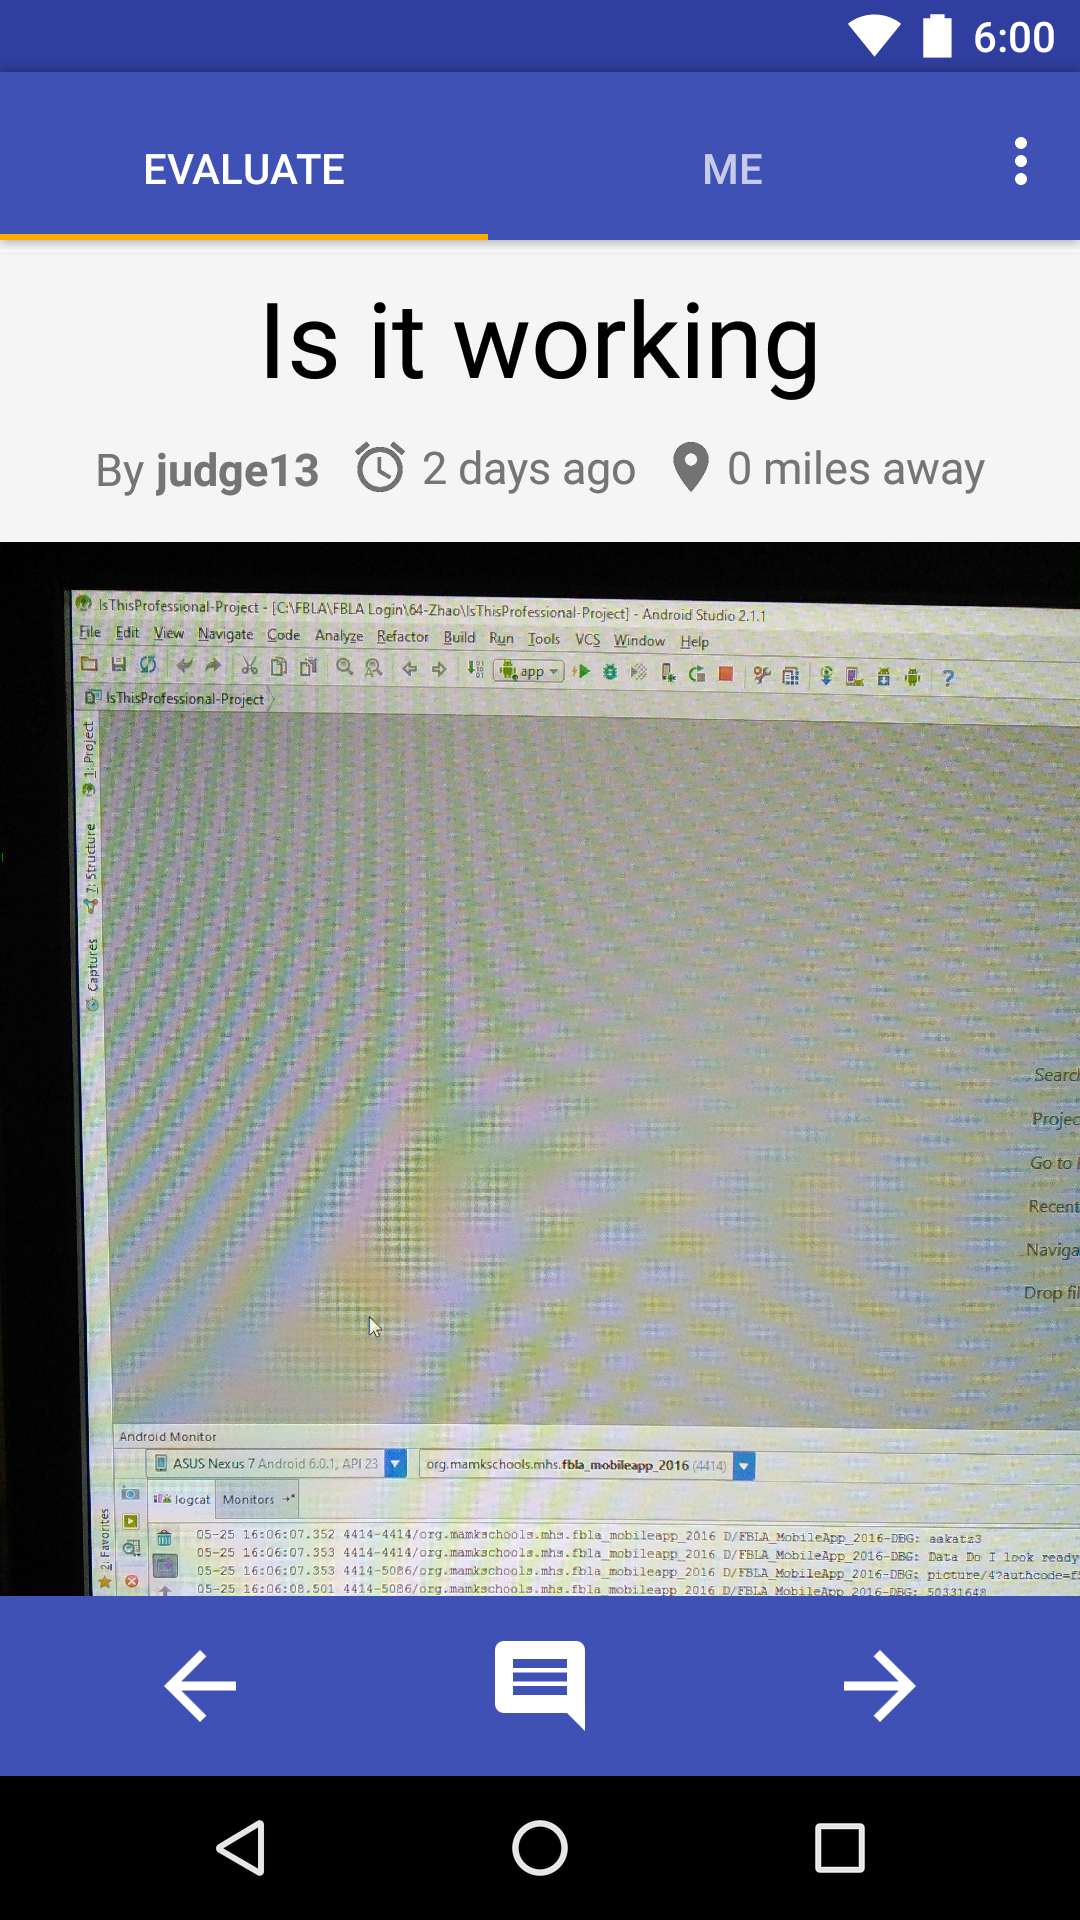 6:00
EVALUATE ME
Is it working
By judge13 2 days ago 0 miles away
IsThisProfessional-Project - [C:\FBLA\FBLA Login\64-Zhao\IsThisProfessional-Project] - Android Studio 2.1.1
File Edit View Navigate Code Analyze Refactor Build Run Tools VCS Window Help
app
IsThisProfessional-Project
1: Project
7: Structure
Captures
Search
Projec
Go to
Recent
Naviga
Drop fil
Android Monitor
ASUS Nexus 7 Android 6.0.1, API 23 org.mamkschools.mhs.fbla_mobileapp_2016 (4414)
logcat Monitors
2: Favorites
05-25 16:06:07.352 4414-4414/org.mamkschools.mhs.fbla_mobileapp_2016 D/FBLA_MobileApp_2016-DBG: aakatz3
05-25 16:06:07.353 4414-4414/org.mamkschools.mhs.fbla_mobileapp_2016 D/FBLA_MobileApp_2016-DBG: Data Do I look ready
05-25 16:06:07.353 4414-5086/org.mamkschools.mhs.fbla_mobileapp_2016 D/FBLA_MobileApp_2016-DBG: picture/4?authcode=f
05-25 16:06:08.501 4414-5086/org.mamkschools.mhs.fbla_mobileapp_2016 D/FBLA_MobileApp_2016-DBG: 50331648